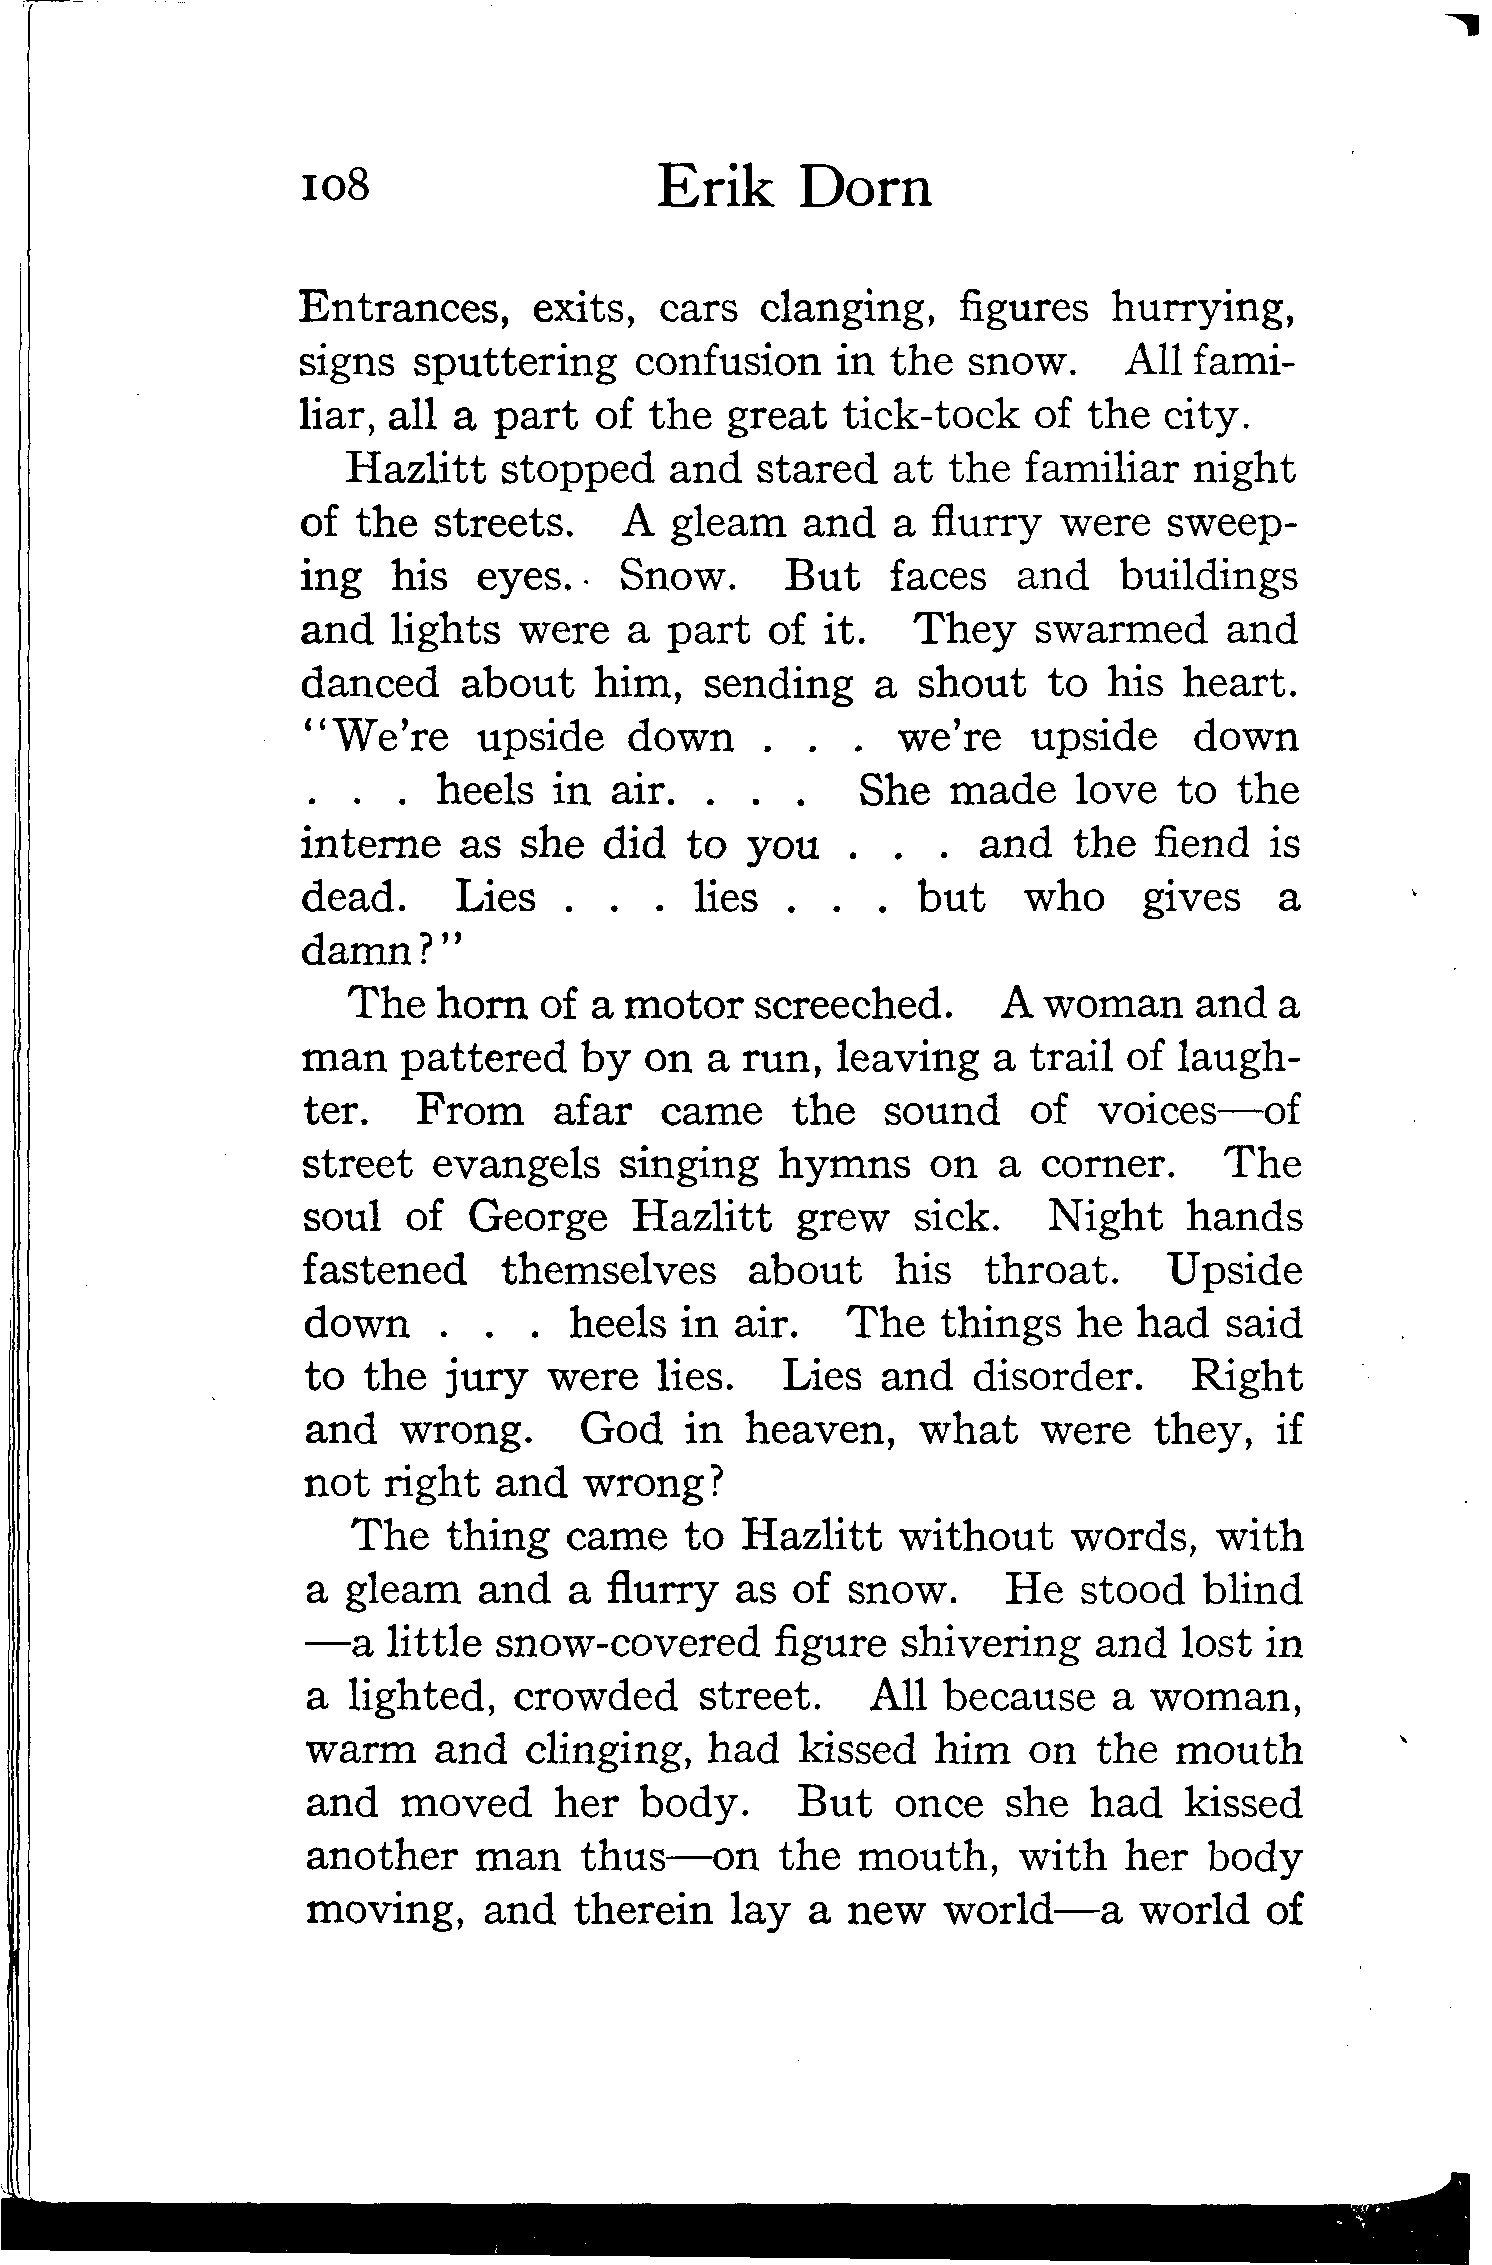 108 Erik Dorn
Entrances, exits, cars clanging, figures hurrying,
signs sputtering confusion in the snow. All fami-
liar, all a part of the great tick-tock of the city.
Hazlitt stopped and stared at the familiar night
of the streets. A gleam and a flurry were sweep-
ing his eyes. Snow. But faces and buildings
and lights were a part of it. They swarmed and
danced about him, sending a shout to his heart.
"We're upside down . . . we're upside down
. . . heels in air. . . . She made love to the
interne as she did to you . . . and the fiend is
dead. Lies . . . lies . . . but who gives a
damn?"
The horn of a motor screeched. A woman and a
man pattered by on a run, leaving a trail of laugh-
ter. From afar came the sound of voices—of
street evangels singing hymns on a corner. The
soul of George Hazlitt grew sick. Night hands
fastened themselves about his throat. Upside
down . . . heels in air. The things he had said
to the jury were lies. Lies and disorder. Right
and wrong. God in heaven, what were they, if
not right and wrong?
The thing came to Hazlitt without words, with
a gleam and a flurry as of snow. He stood blind
—a little snow-covered figure shivering and lost in
a lighted, crowded street. All because a woman,
warm and clinging, had kissed him on the mouth
and moved her body. But once she had kissed
another man thus—on the mouth, with her body
moving, and therein lay a new world—a world of